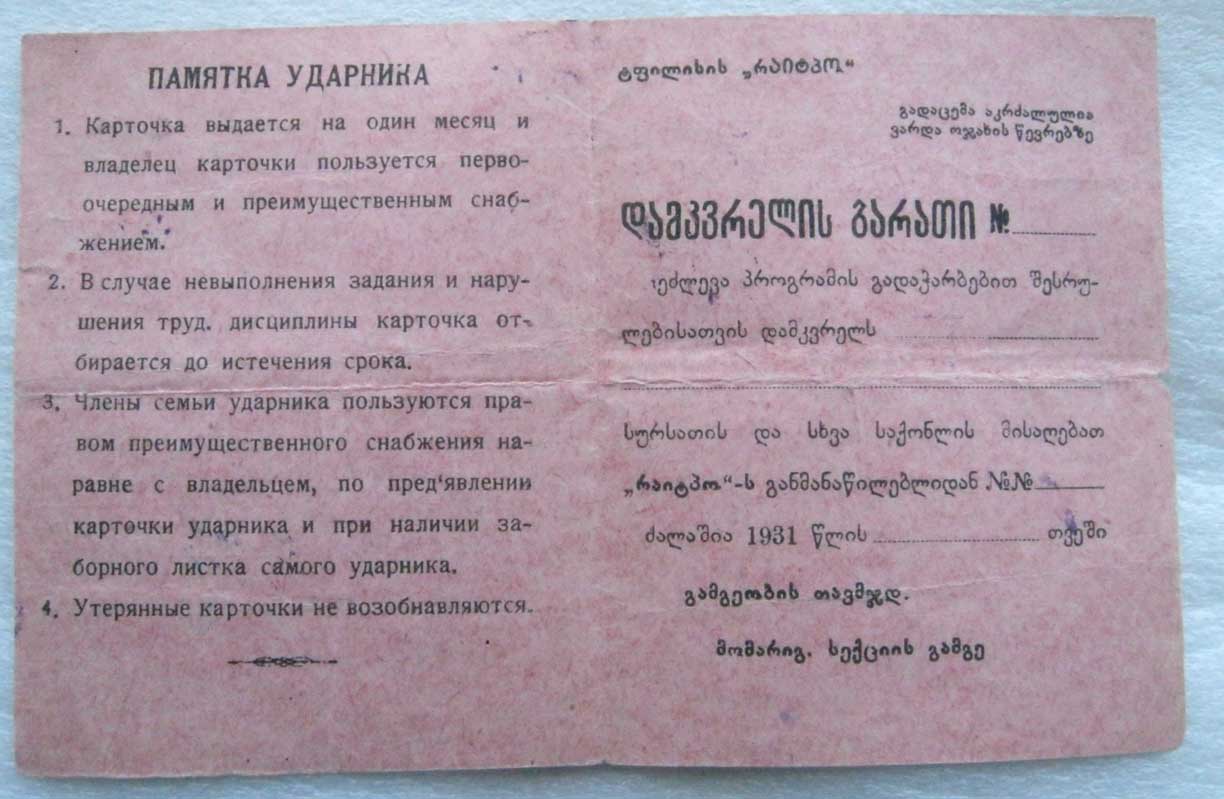 ПАМЯТКА УДАРНИКА
1. Карточка выдается на один месяц и
владелец карточки пользуется перво-
очередным и преимущественным снаб-
жением.
2. В случае невыполнения задания и нару-
шения труд. дисциплины карточка от-
бирается до истечения срока.
3. Члены семьи ударника пользуются пра-
вом преимущественного снабжения на-
равне с владельцем, по пред‘явлении
карточки ударника и при наличии за-
борного листка самого ударника.
4. Утерянные карточки не возобнавляются.
ტფილისის „რაიტპო“
გადაცემა აკრძალულია
გარდა ოჯახის წევრებზე
დამკვრელის ბარათი №
ეძლევა პროგრამის გადაჭარბებით შესრუ-
ლებისათვის დამკვრელს
სურსათის და სხვა საქონლის მისაღებათ
„რაიტპო“-ს განმანაწილებლიდან №№
ძალაშია 1931 წლის თვეში
გამგეობის თავმჯდ.
მომარაგ. სექციის გამგე